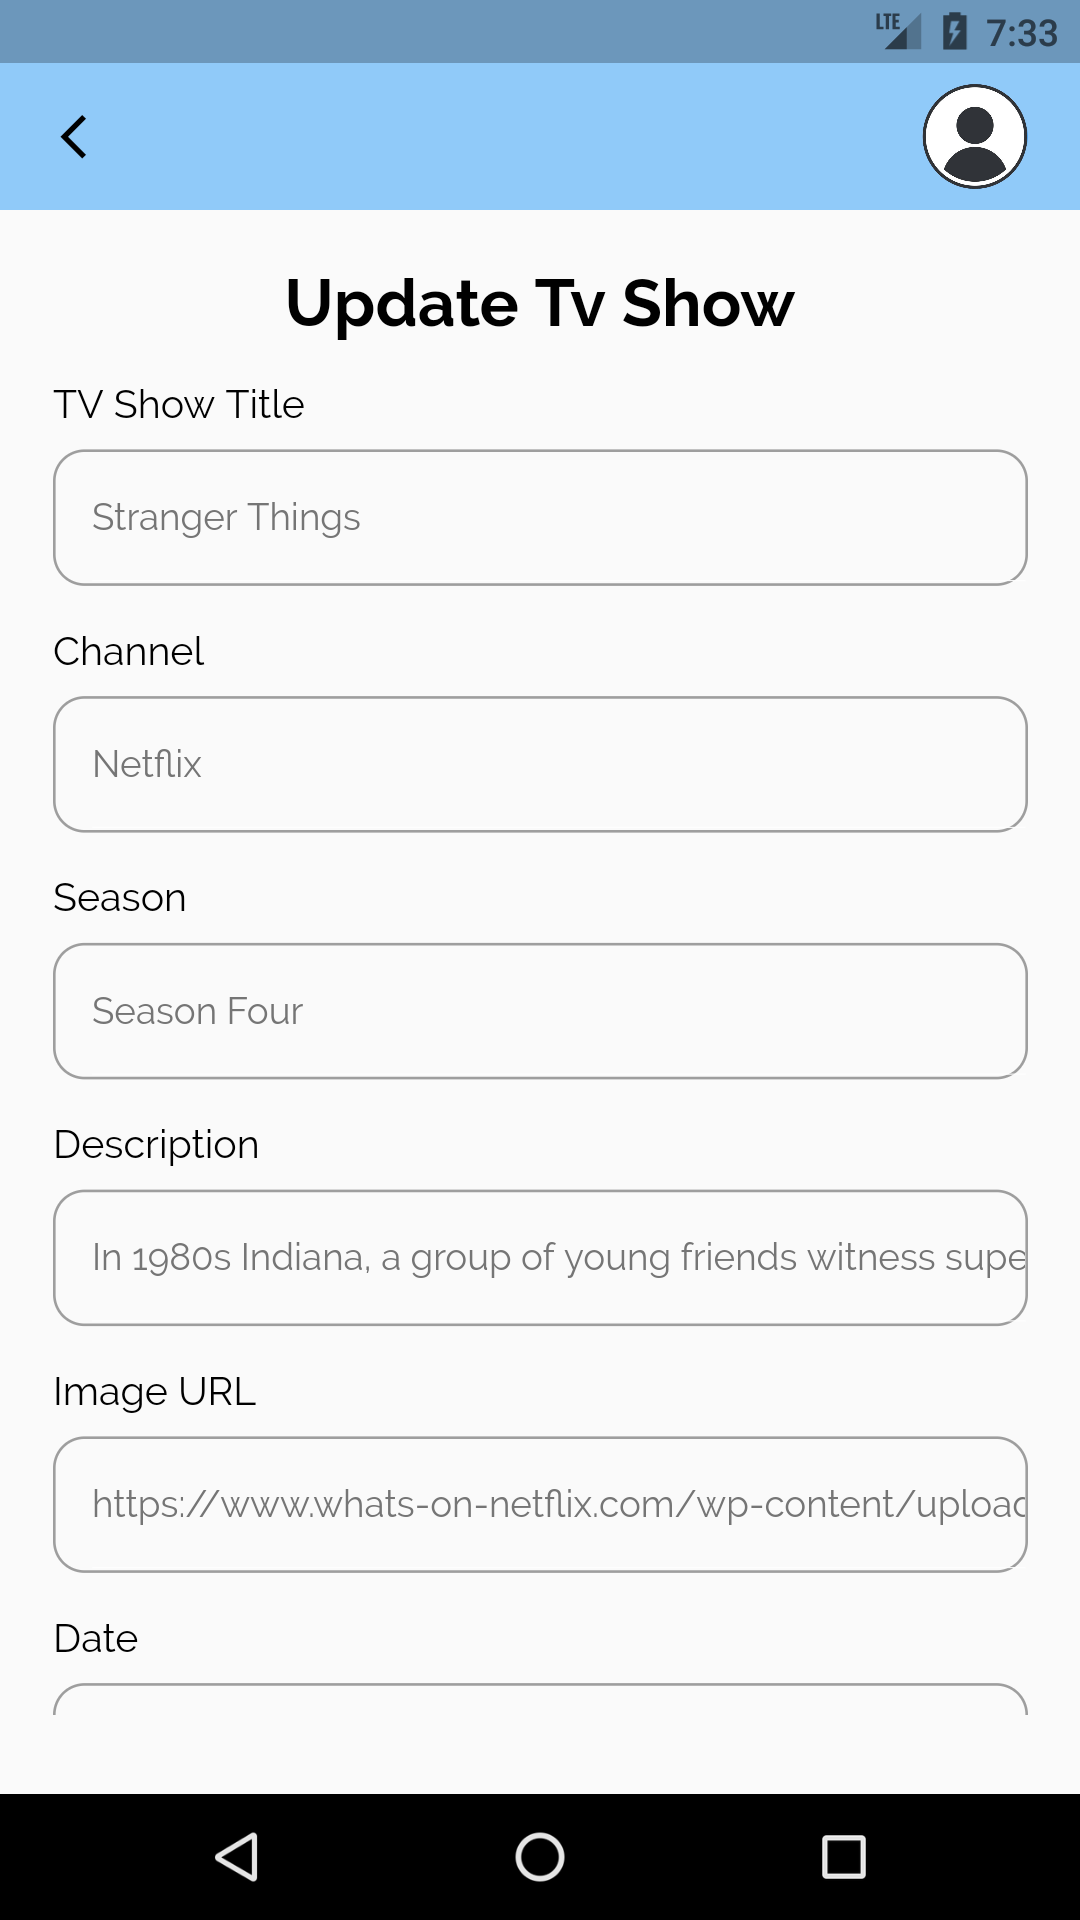 LTE 7:33
Update Tv Show
TV Show Title
Stranger Things
Channel
Netflix
Season
Season Four
Description
In 1980s Indiana, a group of young friends witness supe
Image URL
https://www.whats-on-netflix.com/wp-content/upload
Date